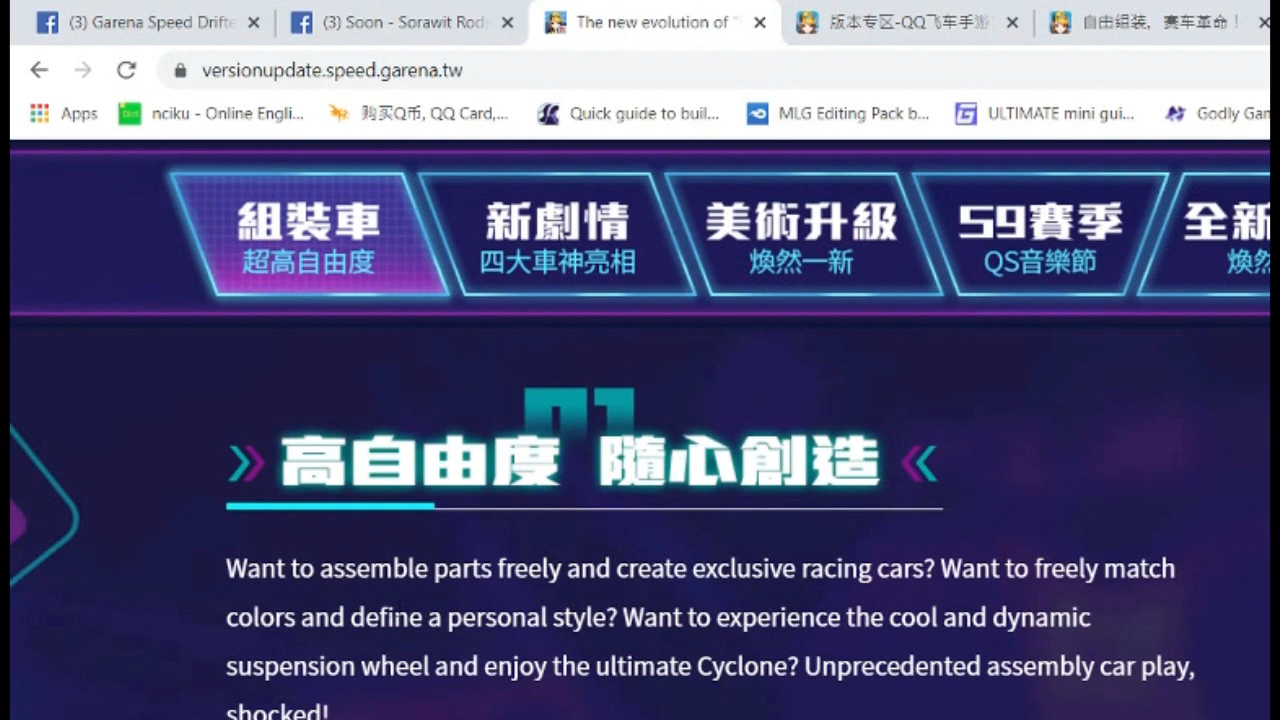 (3) Garena Speed Drifte
(3) Soon - Sorawit Rods
The new evolution of "S
版本专区-QQ飞车手游
自由组装，赛车革命！
versionupdate.speed.garena.tw
Apps
nciku - Online Engli...
购买Q币, QQ Card,...
Quick guide to buil...
MLG Editing Pack b...
ULTIMATE mini gui...
Godly Gam
組裝車
超高自由度
新劇情
四大車神亮相
美術升級
煥然一新
S9賽季
QS音樂節
全新
煥然
01
高自由度 隨心創造
Want to assemble parts freely and create exclusive racing cars? Want to freely match
colors and define a personal style? Want to experience the cool and dynamic
suspension wheel and enjoy the ultimate Cyclone? Unprecedented assembly car play,
shocked!